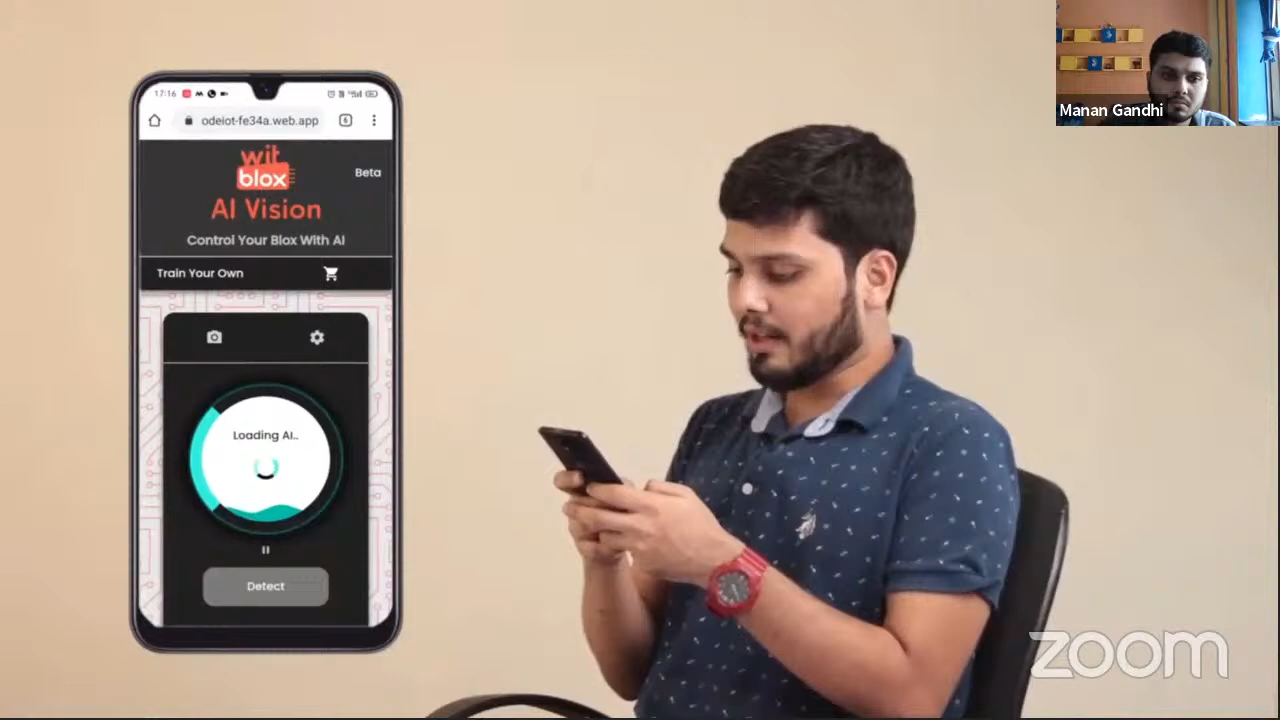 17:16
odeiot-fe34a.web.app
6
wit
blox
Beta
AI Vision
Control Your Blox With AI
Train Your Own
Loading AI..
Detect
Manan Gandhi
zoom